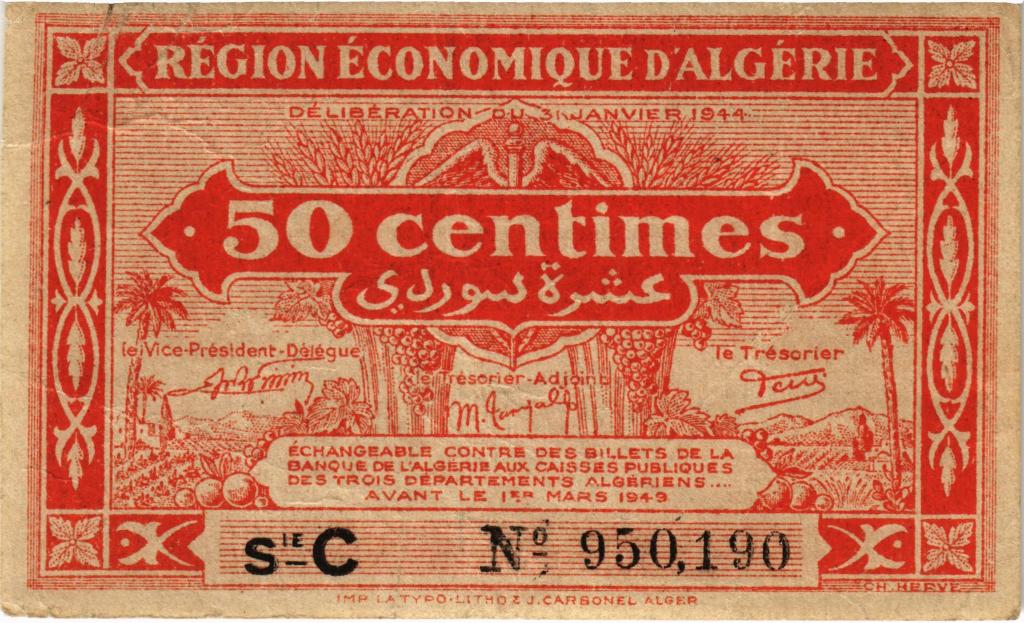 RÉGION ÉCONOMIQUE D'ALGÉRIE
DÉLIBÉRATION DU 31 JANVIER 1944
50 centimes
عشرة سوردي
le Vice-Président-Délégué
le Trésorier-Adjoint
le Trésorier
ÉCHANGEABLE CONTRE DES BILLETS DE LA
BANQUE DE L'ALGÉRIE AUX CAISSES PUBLIQUES
DES TROIS DÉPARTEMENTS ALGÉRIENS....
AVANT LE 1ER MARS 1949
SIE C Nº 950,190
CH. HERVE
IMP LA TYPO-LITHO & J. CARBONEL ALGER